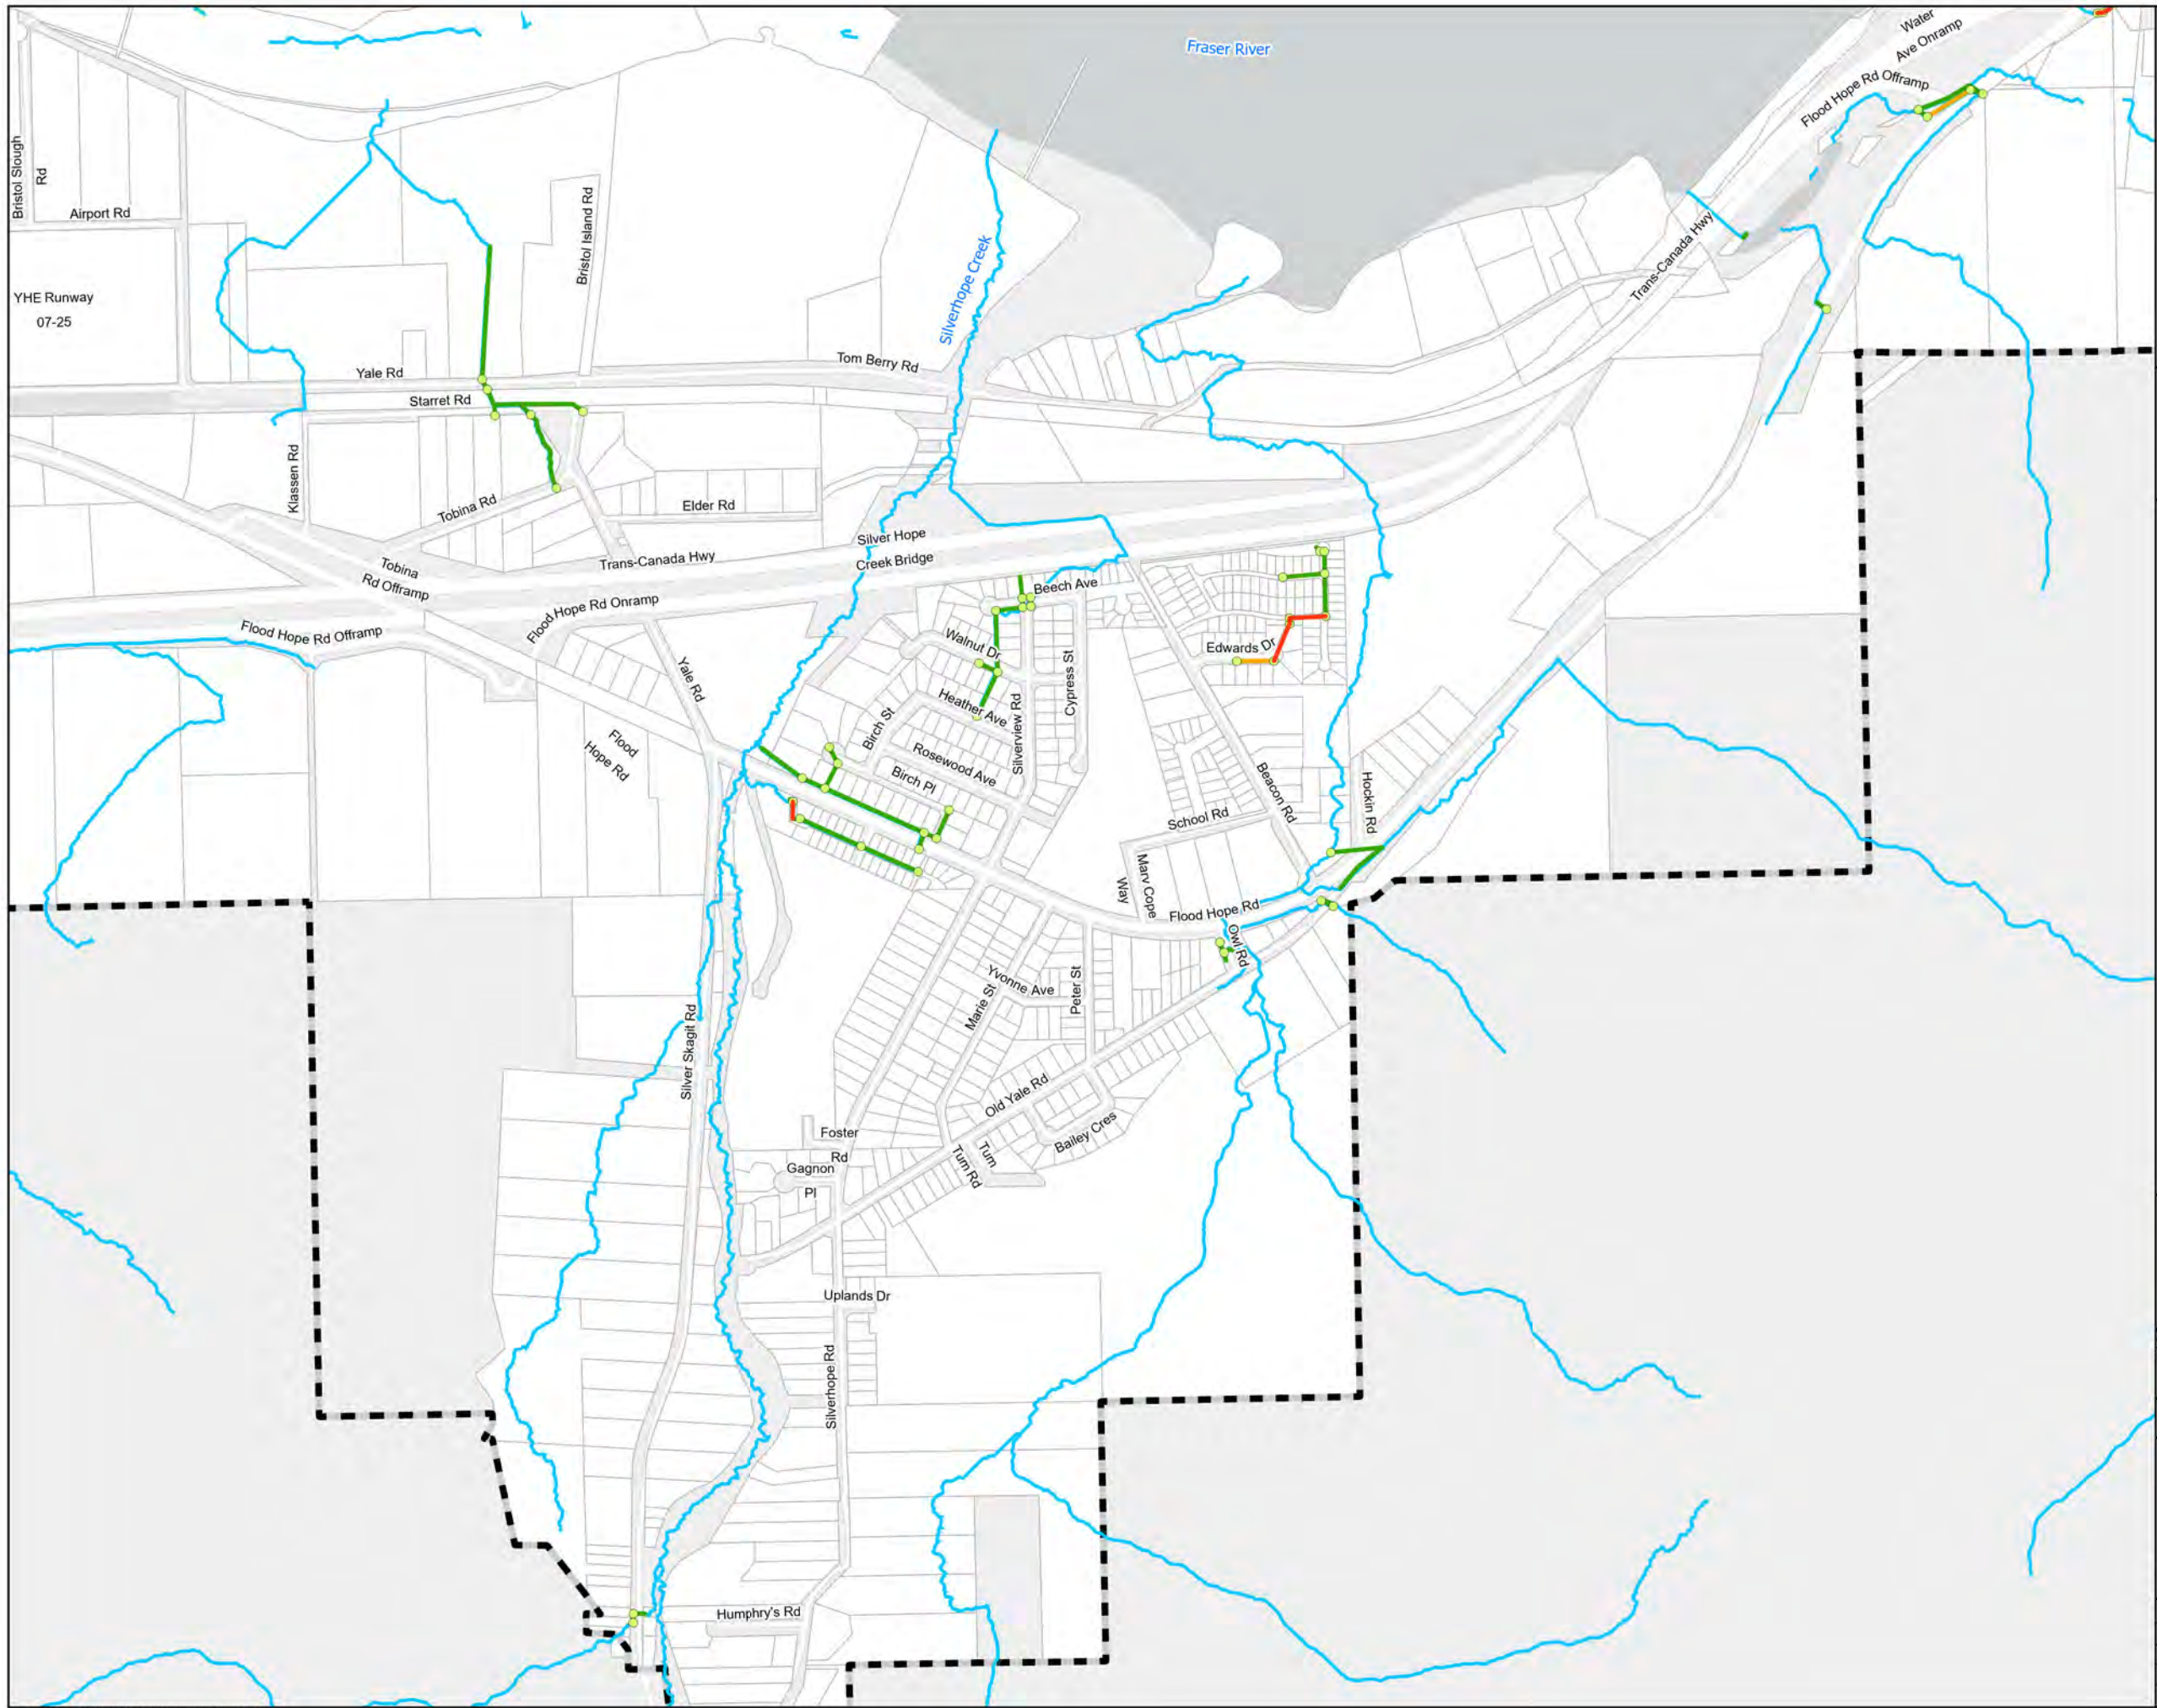 Fraser River
Water
Ave Onramp
Flood Hope Rd Offramp
Bristol Slough
Rd
Airport Rd
Bristol Island Rd
Silverhope Creek
Trans-Canada Hwy
YHE Runway
07-25
Yale Rd
Tom Berry Rd
Starret Rd
Klassen Rd
Tobina Rd
Elder Rd
Silver Hope
Creek Bridge
Trans-Canada Hwy
Tobina
Rd Offramp
Beech Ave
Flood Hope Rd Onramp
Flood Hope Rd Offramp
Walnut Dr
Edwards Dr
Yale Rd
Cypress St
Heather Ave
Silverview Rd
Birch St
Flood
Hope Rd
Rosewood Ave
Birch Pl
Beacon Rd
Hockin Rd
School Rd
Marv Cope
Way
Flood Hope Rd
Owl Rd
Yvonne Ave
Marie St
Peter St
Silver Skagit Rd
Old Yale Rd
Bailey Cres
Foster
Rd
Tum
Tum Rd
Gagnon
Pl
Uplands Dr
Silverhope Rd
Humphry's Rd